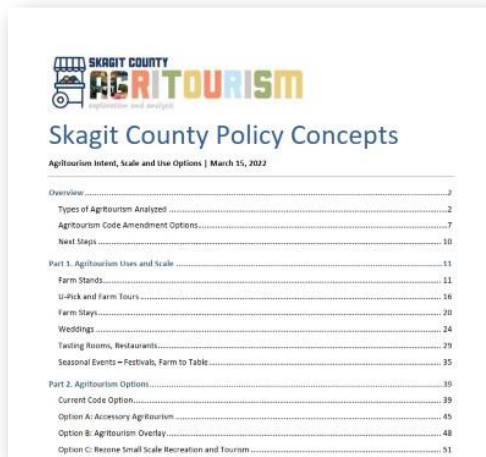 SKAGIT COUNTY
AGRITOURISM
exploration and analysis
Skagit County Policy Concepts
Agritourism Intent, Scale and Use Options | March 15, 2022
Overview 2
Types of Agritourism Analyzed 2
Agritourism Code Amendment Options 7
Next Steps 10
Part 1. Agritourism Uses and Scale 11
Farm Stands 11
U-Pick and Farm Tours 16
Farm Stays 20
Weddings 24
Tasting Rooms, Restaurants 29
Seasonal Events – Festivals, Farm to Table 35
Part 2. Agritourism Options 39
Current Code Option 39
Option A: Accessory Agritourism 45
Option B: Agritourism Overlay 48
Option C: Rezone Small Scale Recreation and Tourism 51